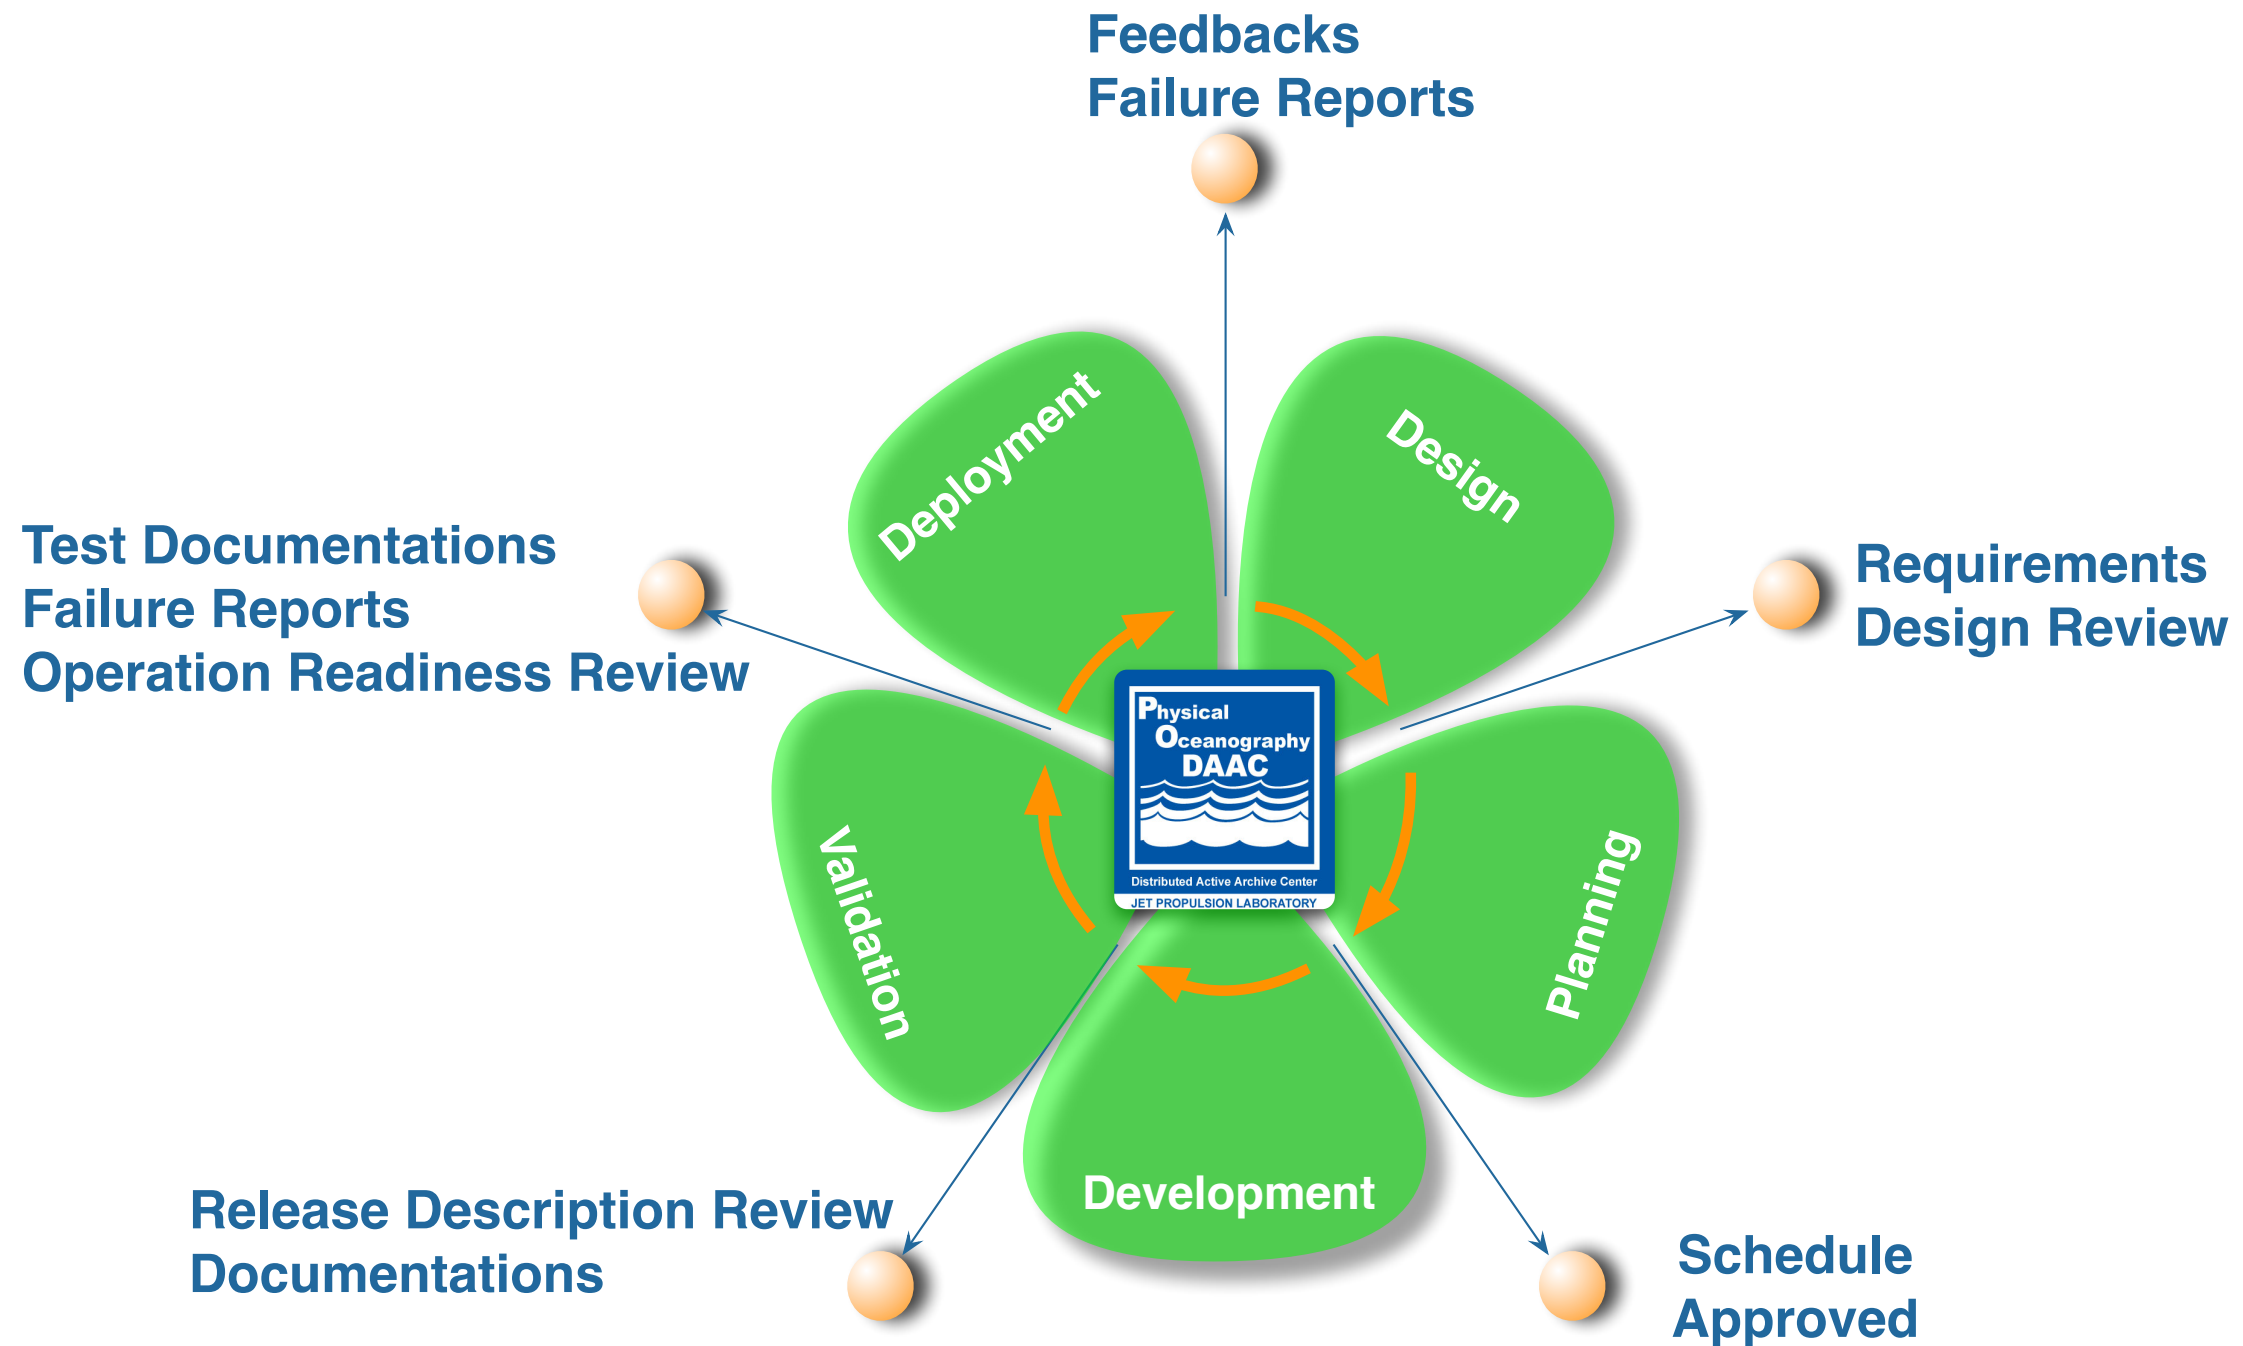 Feedbacks
Failure Reports
Deployment
Design
Test Documentations
Failure Reports
Operation Readiness Review
Requirements
Design Review
Physical
Oceanography
DAAC
Distributed Active Archive Center
JET PROPULSION LABORATORY
Validation
Planning
Development
Release Description Review
Documentations
Schedule
Approved